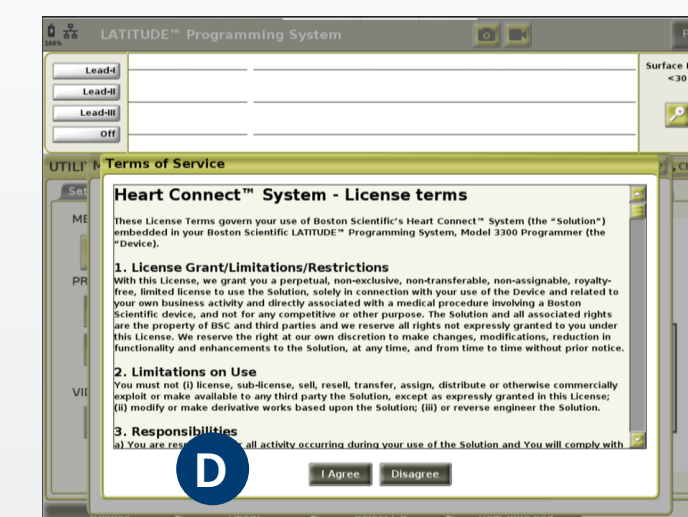 100%
LATITUDE™ Programming System
Lead-I
Lead-II
Lead-III
Off
Surface
<30
UTILI
Terms of Service
Set
ME
PR
VI
Heart Connect™ System - License terms
These License Terms govern your use of Boston Scientific's Heart Connect™ System (the “Solution”)
embedded in your Boston Scientific LATITUDE™ Programming System, Model 3300 Programmer (the
“Device).
1. License Grant/Limitations/Restrictions
With this License, we grant you a perpetual, non-exclusive, non-transferable, non-assignable, royalty-
free, limited license to use the Solution, solely in connection with your use of the Device and related to
your own business activity and directly associated with a medical procedure involving a Boston
Scientific device, and not for any competitive or other purpose. The Solution and all associated rights
are the property of BSC and third parties and we reserve all rights not expressly granted to you under
this License. We reserve the right at our own discretion to make changes, modifications, reduction in
functionality and enhancements to the Solution, at any time, and from time to time without prior notice.
2. Limitations on Use
You must not (i) license, sub-license, sell, resell, transfer, assign, distribute or otherwise commercially
exploit or make available to any third party the Solution, except as expressly granted in this License;
(ii) modify or make derivative works based upon the Solution; (iii) or reverse engineer the Solution.
3. Responsibilities
a) You are all activity occurring during your use of the Solution and You will comply with
D
I Agree
Disagree